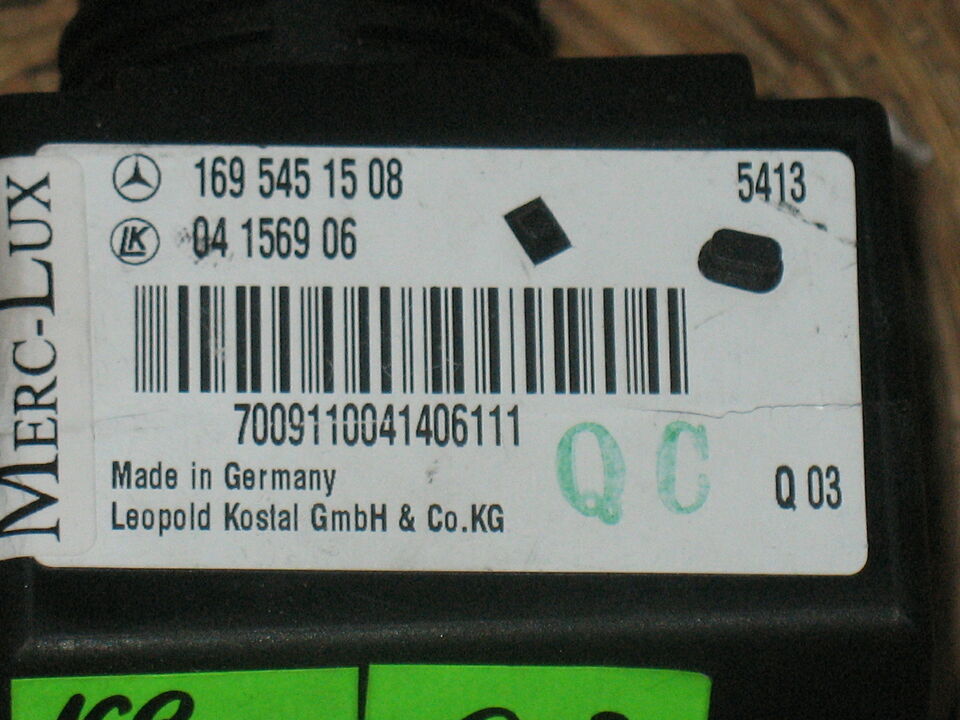 169 545 15 08
5413
LK
04 1569 06
7009110041406111
Made in Germany
Leopold Kostal GmbH & Co.KG
QC
Q 03
MERC-LUX